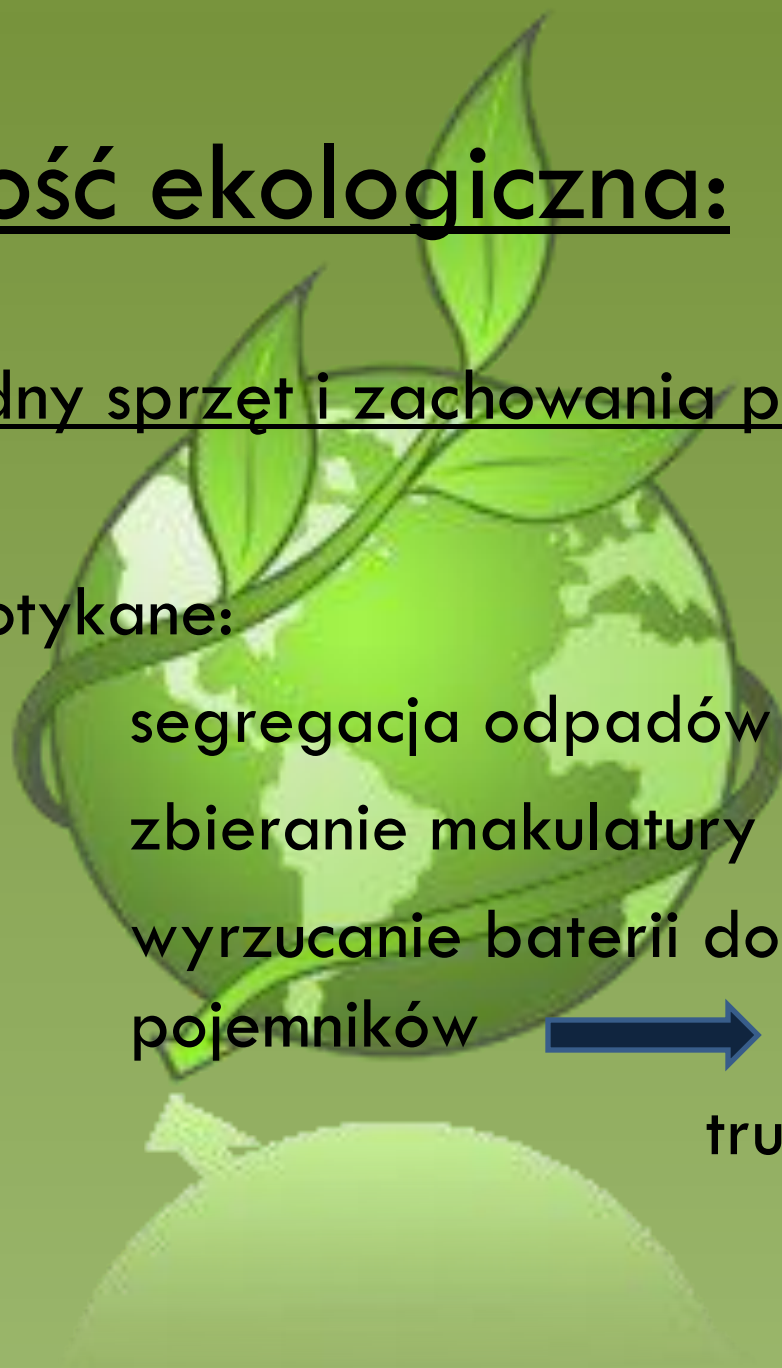 ość ekologiczna:
dny sprzęt i zachowania p
otykane:
segregacja odpadów
zbieranie makulatury
wyrzucanie baterii do
pojemników
tru